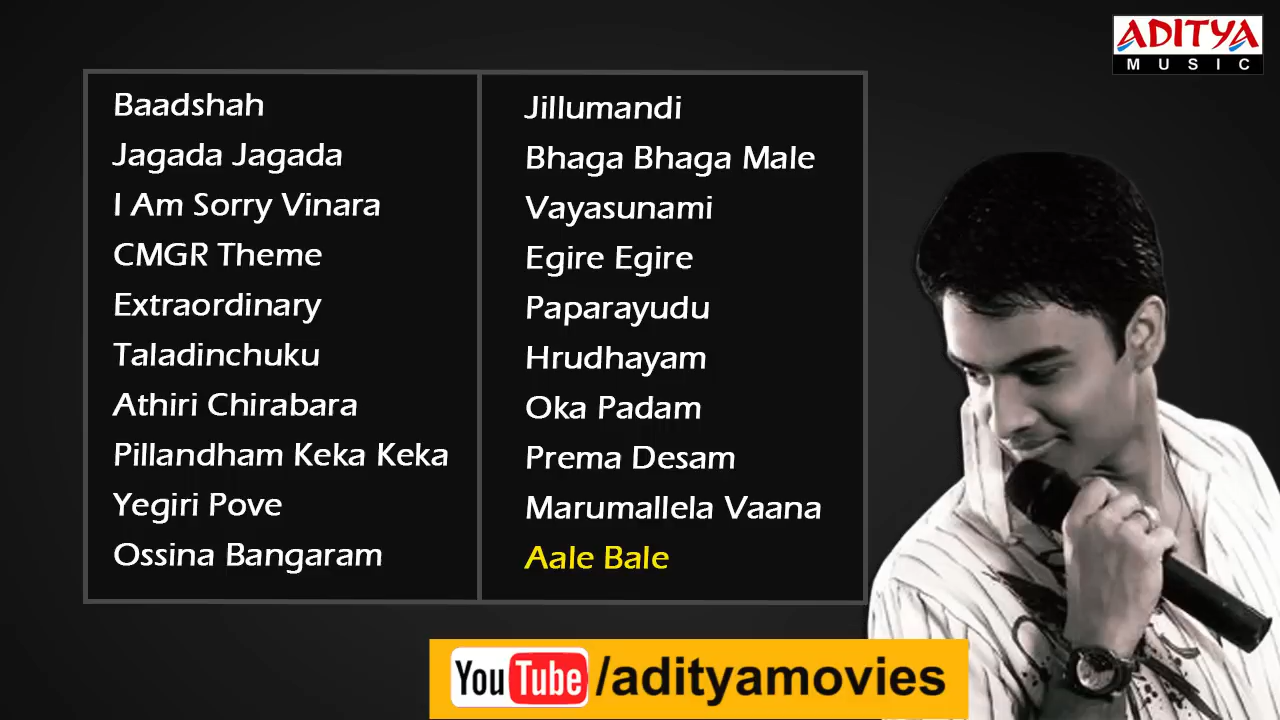 ADITYA
MUSIC
Baadshah
Jagada Jagada
I Am Sorry Vinara
CMGR Theme
Extraordinary
Taladinchuku
Athiri Chirabara
Pillandham Keka Keka
Yegiri Pove
Ossina Bangaram
Jillumandi
Bhaga Bhaga Male
Vayasunami
Egire Egire
Paparayudu
Hrudhayam
Oka Padam
Prema Desam
Marumallela Vaana
Aale Bale
YouTube/adityamovies